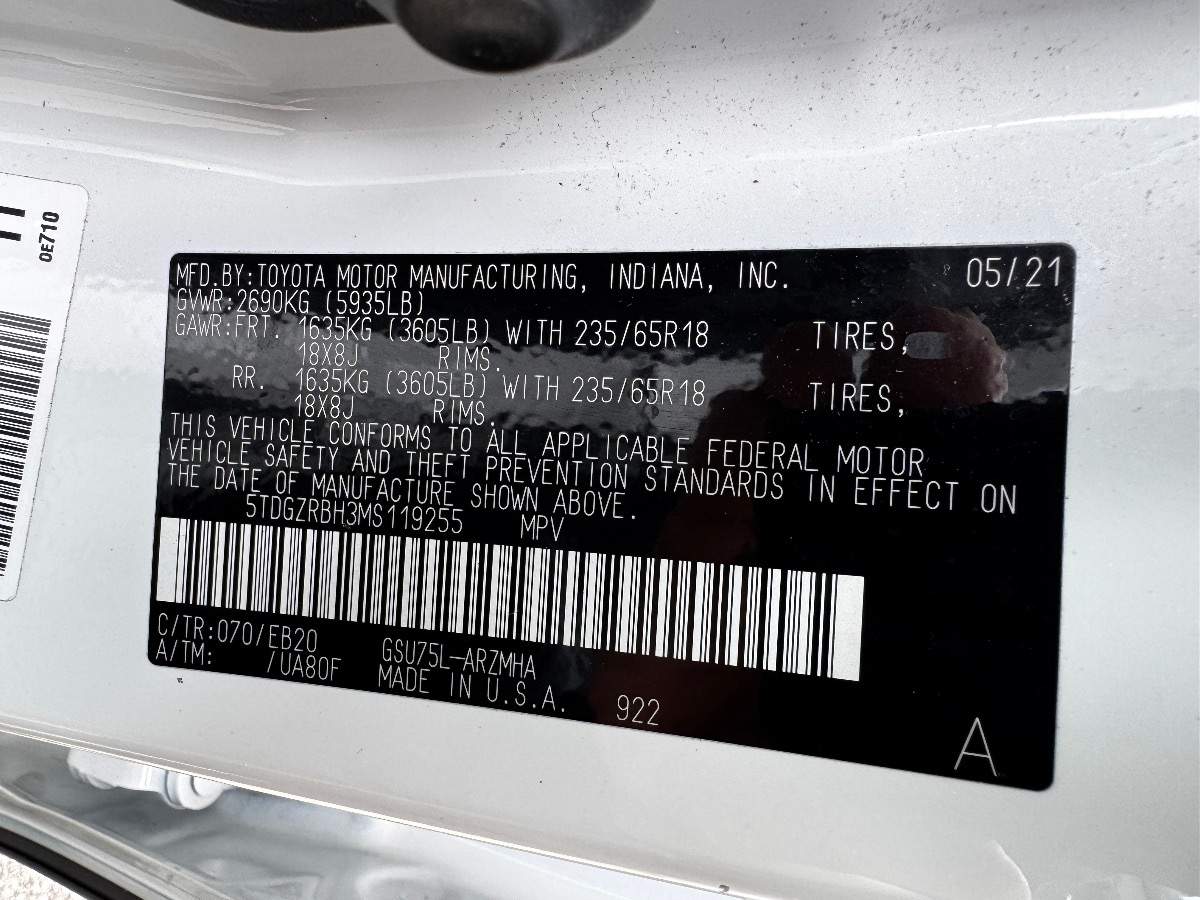 MFD.BY:TOYOTA MOTOR MANUFACTURING, INDIANA, INC. 05/21
GVWR:2690KG (5935LB)
GAWR:FRT. 1635KG (3605LB) WITH 235/65R18 TIRES,
18X8J RIMS.
RR. 1635KG (3605LB) WITH 235/65R18 TIRES,
18X8J RIMS.
THIS VEHICLE CONFORMS TO ALL APPLICABLE FEDERAL MOTOR
VEHICLE SAFETY AND THEFT PREVENTION STANDARDS IN EFFECT ON
THE DATE OF MANUFACTURE SHOWN ABOVE.
5TDGZRBH3MS119255 MPV
C/TR:070/EB20 GSU75L-ARZMHA
A/TM: /UA80F MADE IN U.S.A. 922
A
0E710